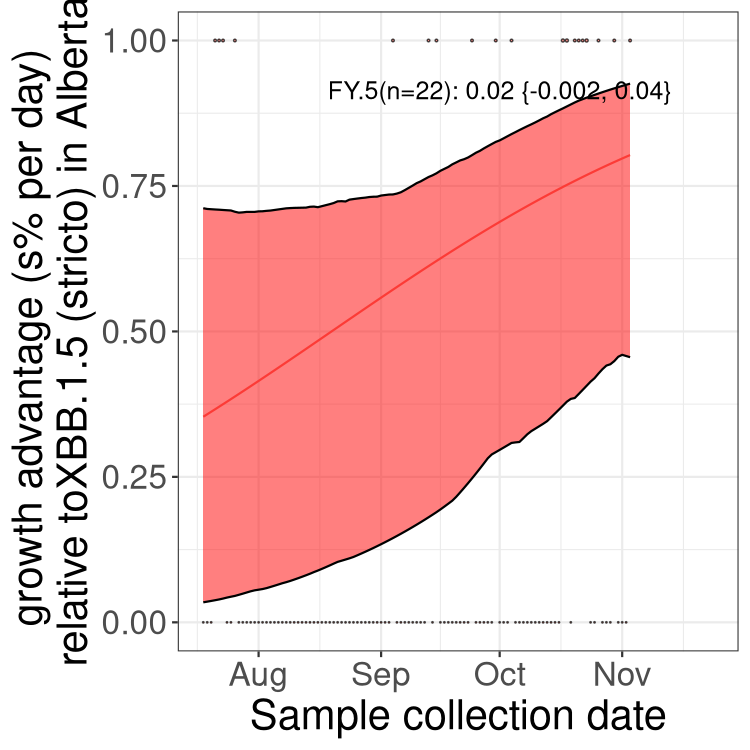 growth advantage (s% per day)
relative toXBB.1.5 (stricto) in Alberta
1.00
FY.5(n=22): 0.02 {-0.002, 0.04}
0.75
0.50
0.25
0.00
Aug Sep Oct Nov
Sample collection date